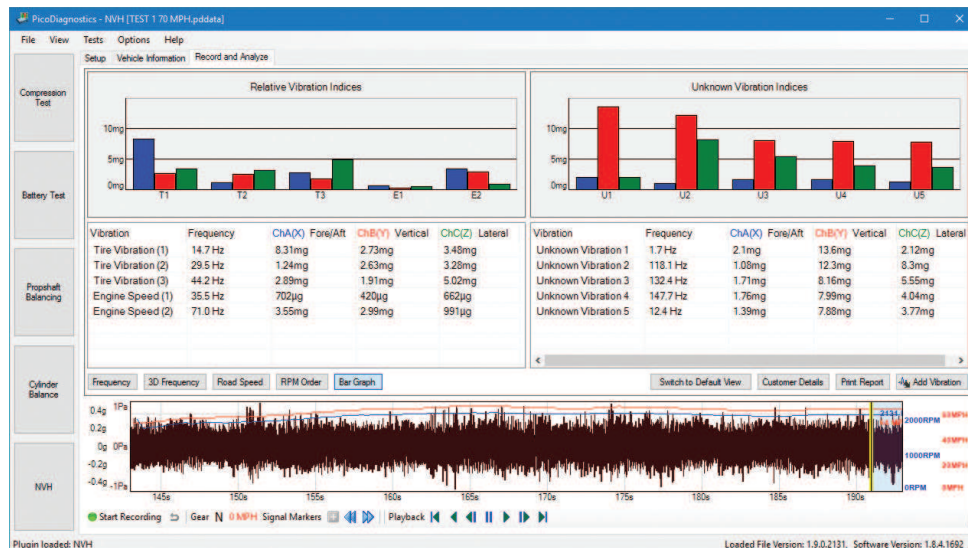 PicoDiagnostics - NVH [TEST 1 70 MPH.pddata]
File View Tests Options Help
Setup Vehicle Information Record and Analyze
Compression Test
Battery Test
Propshaft Balancing
Cylinder Balance
NVH
Relative Vibration Indices
10mg
5mg
0mg
T1 T2 T3 E1 E2
Unknown Vibration Indices
10mg
5mg
0mg
U1 U2 U3 U4 U5
Vibration Frequency ChA(X) Fore/Aft ChB(Y) Vertical ChC(Z) Lateral
Tire Vibration (1) 14.7 Hz 8.31mg 2.73mg 3.48mg
Tire Vibration (2) 29.5 Hz 1.24mg 2.63mg 3.28mg
Tire Vibration (3) 44.2 Hz 2.89mg 1.91mg 5.02mg
Engine Speed (1) 35.5 Hz 702µg 420µg 662µg
Engine Speed (2) 71.0 Hz 3.55mg 2.99mg 991µg
Vibration Frequency ChA(X) Fore/Aft ChB(Y) Vertical ChC(Z) Lateral
Unknown Vibration 1 1.7 Hz 2.1mg 13.6mg 2.12mg
Unknown Vibration 2 118.1 Hz 1.08mg 12.3mg 8.3mg
Unknown Vibration 3 132.4 Hz 1.71mg 8.16mg 5.55mg
Unknown Vibration 4 147.7 Hz 1.76mg 7.99mg 4.04mg
Unknown Vibration 5 12.4 Hz 1.39mg 7.88mg 3.77mg
Frequency 3D Frequency Road Speed RPM Order Bar Graph Switch to Default View Customer Details Print Report Add Vibration
0.4g 1Pa
0.2g
0g 0Pa
-0.2g
-0.4g -1Pa
2131
2000RPM
1000RPM
0RPM
0MPH
145s 150s 155s 160s 165s 170s 175s 180s 185s 190s
Start Recording Gear N 0 MPH Signal Markers Playback
Plugin loaded: NVH Loaded File Version: 1.9.0.2131. Software Version: 1.8.4.1692